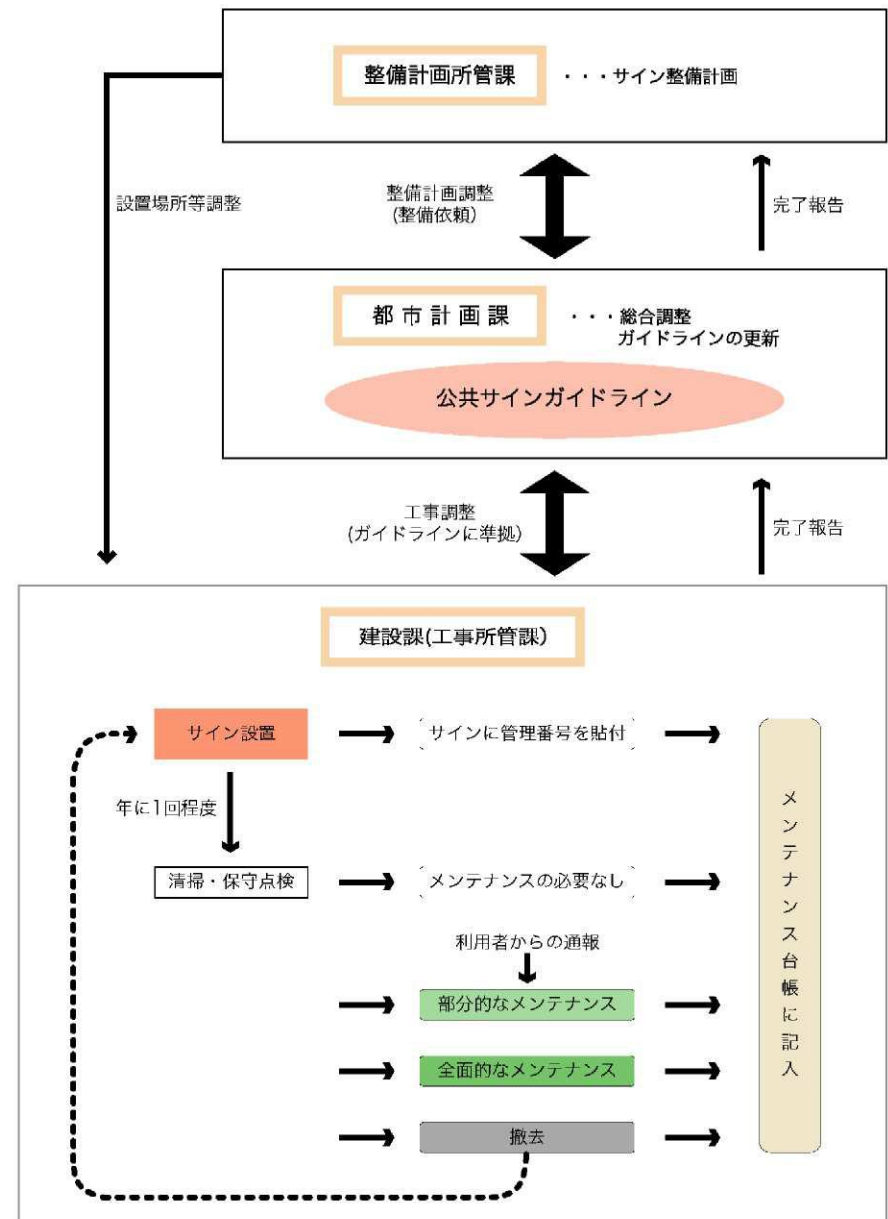 整備計画所管課 ・・・サイン整備計画
設置場所等調整
整備計画調整
(整備依頼)
完了報告
都市計画課 ・・・総合調整
ガイドラインの更新
公共サインガイドライン
工事調整
(ガイドラインに準拠)
完了報告
建設課(工事所管課)
サイン設置
サインに管理番号を貼付
年に1回程度
清掃・保守点検
メンテナンスの必要なし
利用者からの通報
部分的なメンテナンス
全面的なメンテナンス
撤去
メンテナンス台帳に記入